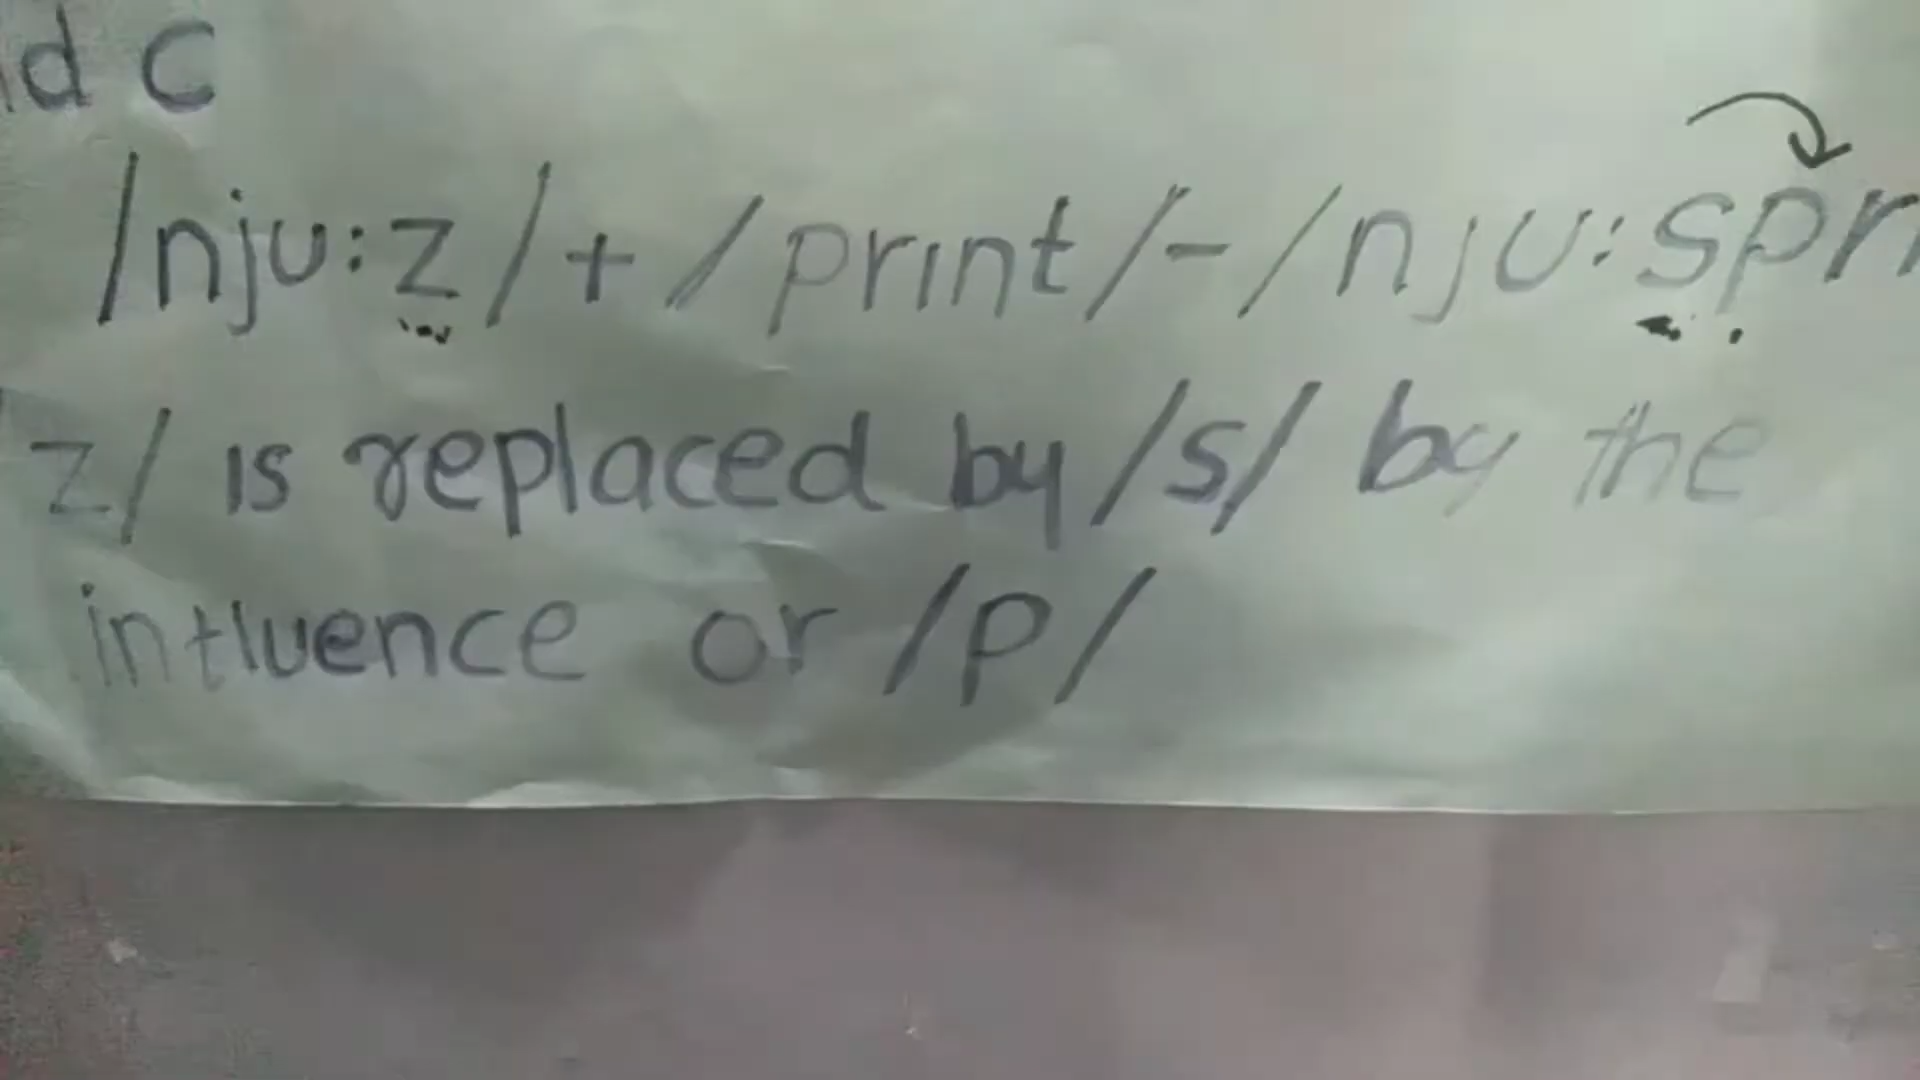 d c
/nju:z/ + /print/ - /nju:spr
z/ is replaced by /s/ by the
intluence or /p/